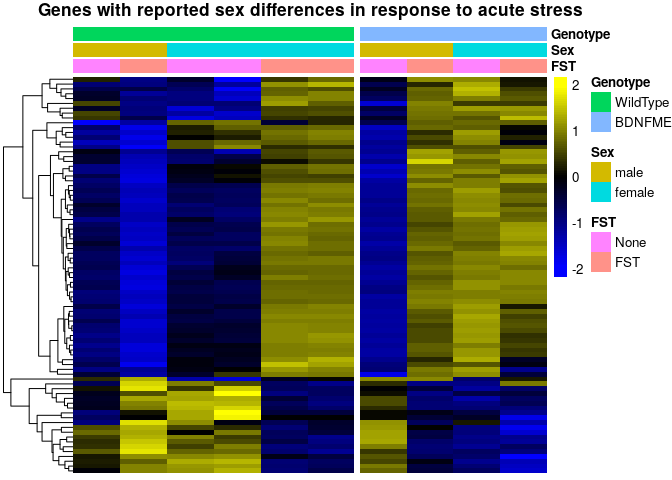 Genes with reported sex differences in response to acute stress
Genotype
Sex
FST
2
1
0
-1
-2
Genotype
WildType
BDNFME
Sex
male
female
FST
None
FST